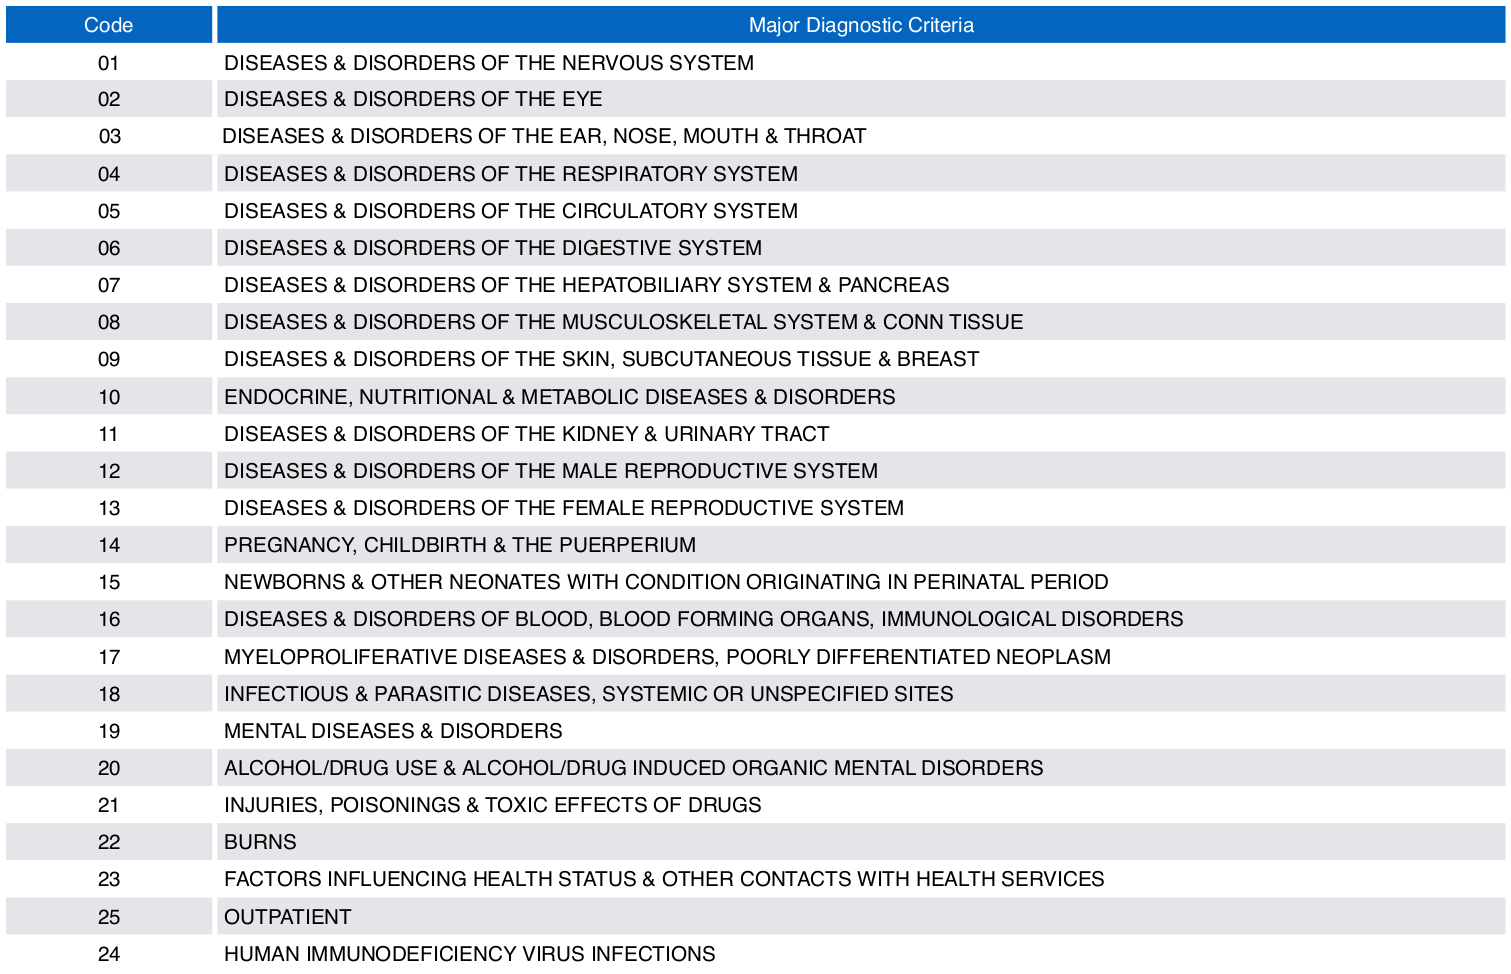 Code Major Diagnostic Criteria
01 DISEASES & DISORDERS OF THE NERVOUS SYSTEM
02 DISEASES & DISORDERS OF THE EYE
03 DISEASES & DISORDERS OF THE EAR, NOSE, MOUTH & THROAT
04 DISEASES & DISORDERS OF THE RESPIRATORY SYSTEM
05 DISEASES & DISORDERS OF THE CIRCULATORY SYSTEM
06 DISEASES & DISORDERS OF THE DIGESTIVE SYSTEM
07 DISEASES & DISORDERS OF THE HEPATOBILIARY SYSTEM & PANCREAS
08 DISEASES & DISORDERS OF THE MUSCULOSKELETAL SYSTEM & CONN TISSUE
09 DISEASES & DISORDERS OF THE SKIN, SUBCUTANEOUS TISSUE & BREAST
10 ENDOCRINE, NUTRITIONAL & METABOLIC DISEASES & DISORDERS
11 DISEASES & DISORDERS OF THE KIDNEY & URINARY TRACT
12 DISEASES & DISORDERS OF THE MALE REPRODUCTIVE SYSTEM
13 DISEASES & DISORDERS OF THE FEMALE REPRODUCTIVE SYSTEM
14 PREGNANCY, CHILDBIRTH & THE PUERPERIUM
15 NEWBORNS & OTHER NEONATES WITH CONDITION ORIGINATING IN PERINATAL PERIOD
16 DISEASES & DISORDERS OF BLOOD, BLOOD FORMING ORGANS, IMMUNOLOGICAL DISORDERS
17 MYELOPROLIFERATIVE DISEASES & DISORDERS, POORLY DIFFERENTIATED NEOPLASM
18 INFECTIOUS & PARASITIC DISEASES, SYSTEMIC OR UNSPECIFIED SITES
19 MENTAL DISEASES & DISORDERS
20 ALCOHOL/DRUG USE & ALCOHOL/DRUG INDUCED ORGANIC MENTAL DISORDERS
21 INJURIES, POISONINGS & TOXIC EFFECTS OF DRUGS
22 BURNS
23 FACTORS INFLUENCING HEALTH STATUS & OTHER CONTACTS WITH HEALTH SERVICES
25 OUTPATIENT
24 HUMAN IMMUNODEFICIENCY VIRUS INFECTIONS